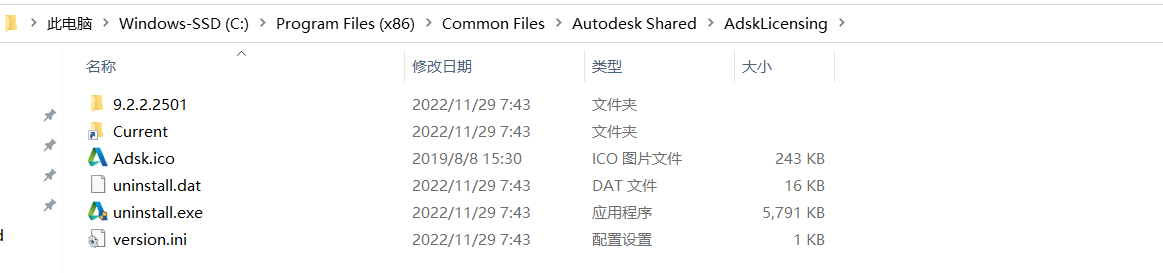 此电脑 > Windows-SSD (C:) > Program Files (x86) > Common Files > Autodesk Shared > AdskLicensing >
名称 修改日期 类型 大小
9.2.2.2501 2022/11/29 7:43 文件夹
Current 2022/11/29 7:43 文件夹
Adsk.ico 2019/8/8 15:30 ICO 图片文件 243 KB
uninstall.dat 2022/11/29 7:43 DAT 文件 16 KB
uninstall.exe 2022/11/29 7:43 应用程序 5,791 KB
d version.ini 2022/11/29 7:43 配置设置 1 KB